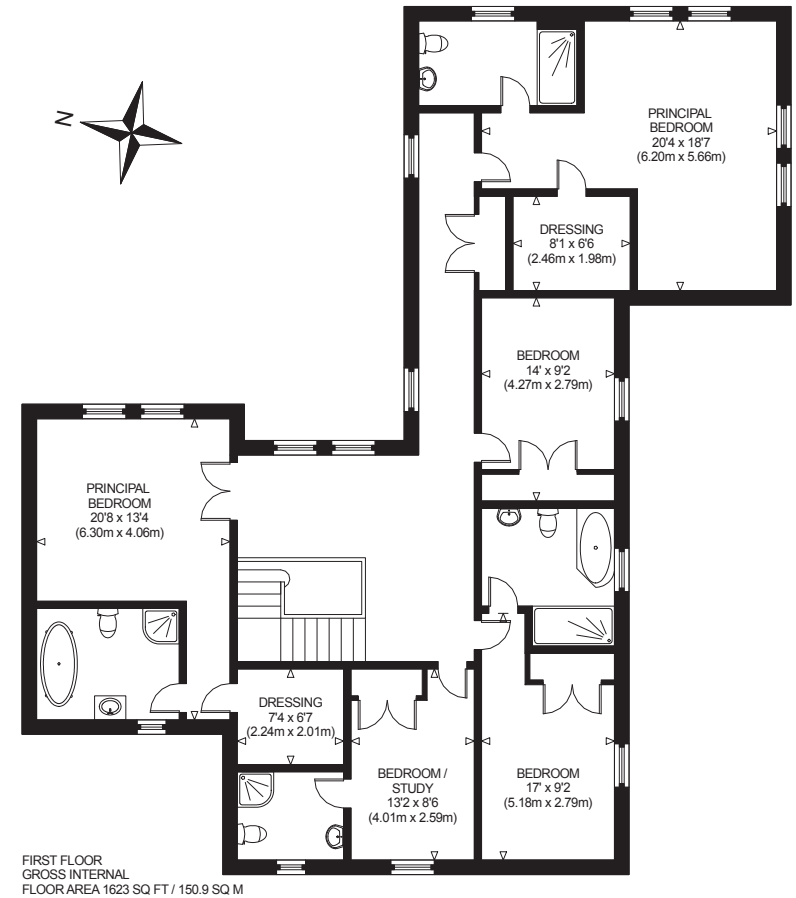 N
PRINCIPAL
BEDROOM
20'4 x 18'7
(6.20m x 5.66m)
DRESSING
8'1 x 6'6
(2.46m x 1.98m)
BEDROOM
14' x 9'2
(4.27m x 2.79m)
PRINCIPAL
BEDROOM
20'8 x 13'4
(6.30m x 4.06m)
DRESSING
7'4 x 6'7
(2.24m x 2.01m)
BEDROOM /
STUDY
13'2 x 8'6
(4.01m x 2.59m)
BEDROOM
17' x 9'2
(5.18m x 2.79m)
FIRST FLOOR
GROSS INTERNAL
FLOOR AREA 1623 SQ FT / 150.9 SQ M